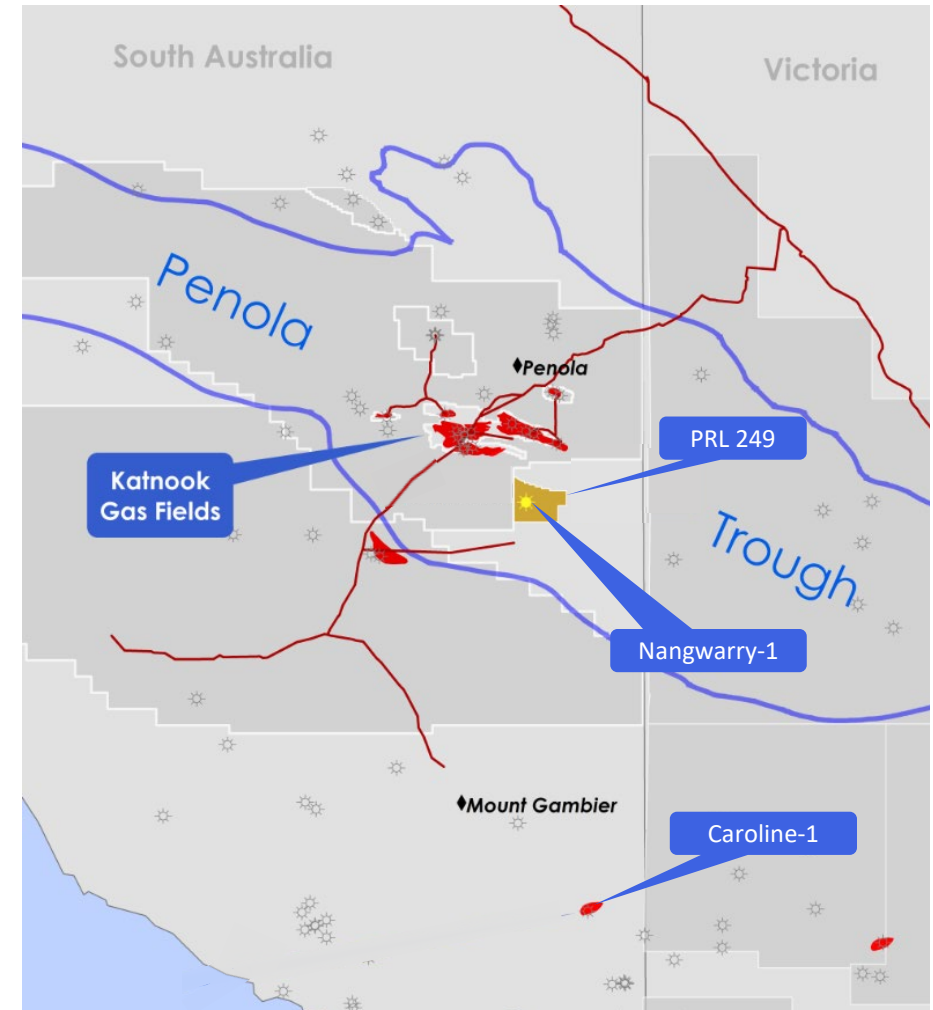 South Australia
Victoria
Penola
Penola
PRL 249
Katnook
Gas Fields
Trough
Nangwarry-1
Mount Gambier
Caroline-1